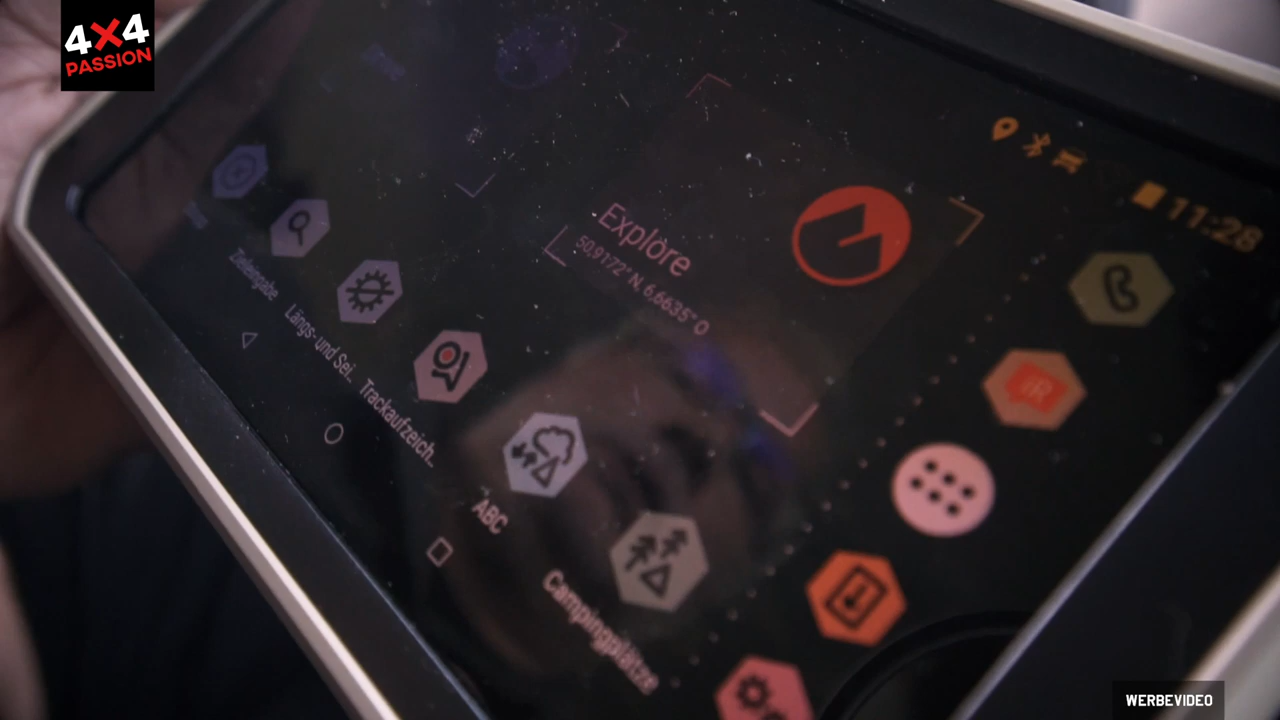 4X4
PASSION
11:28
Explore
50,9172° N, 6,6635° O
Zieleingabe
Längs- und Sei..
Trackaufzeich..
ABC
Campingplätze
WERBEVIDEO